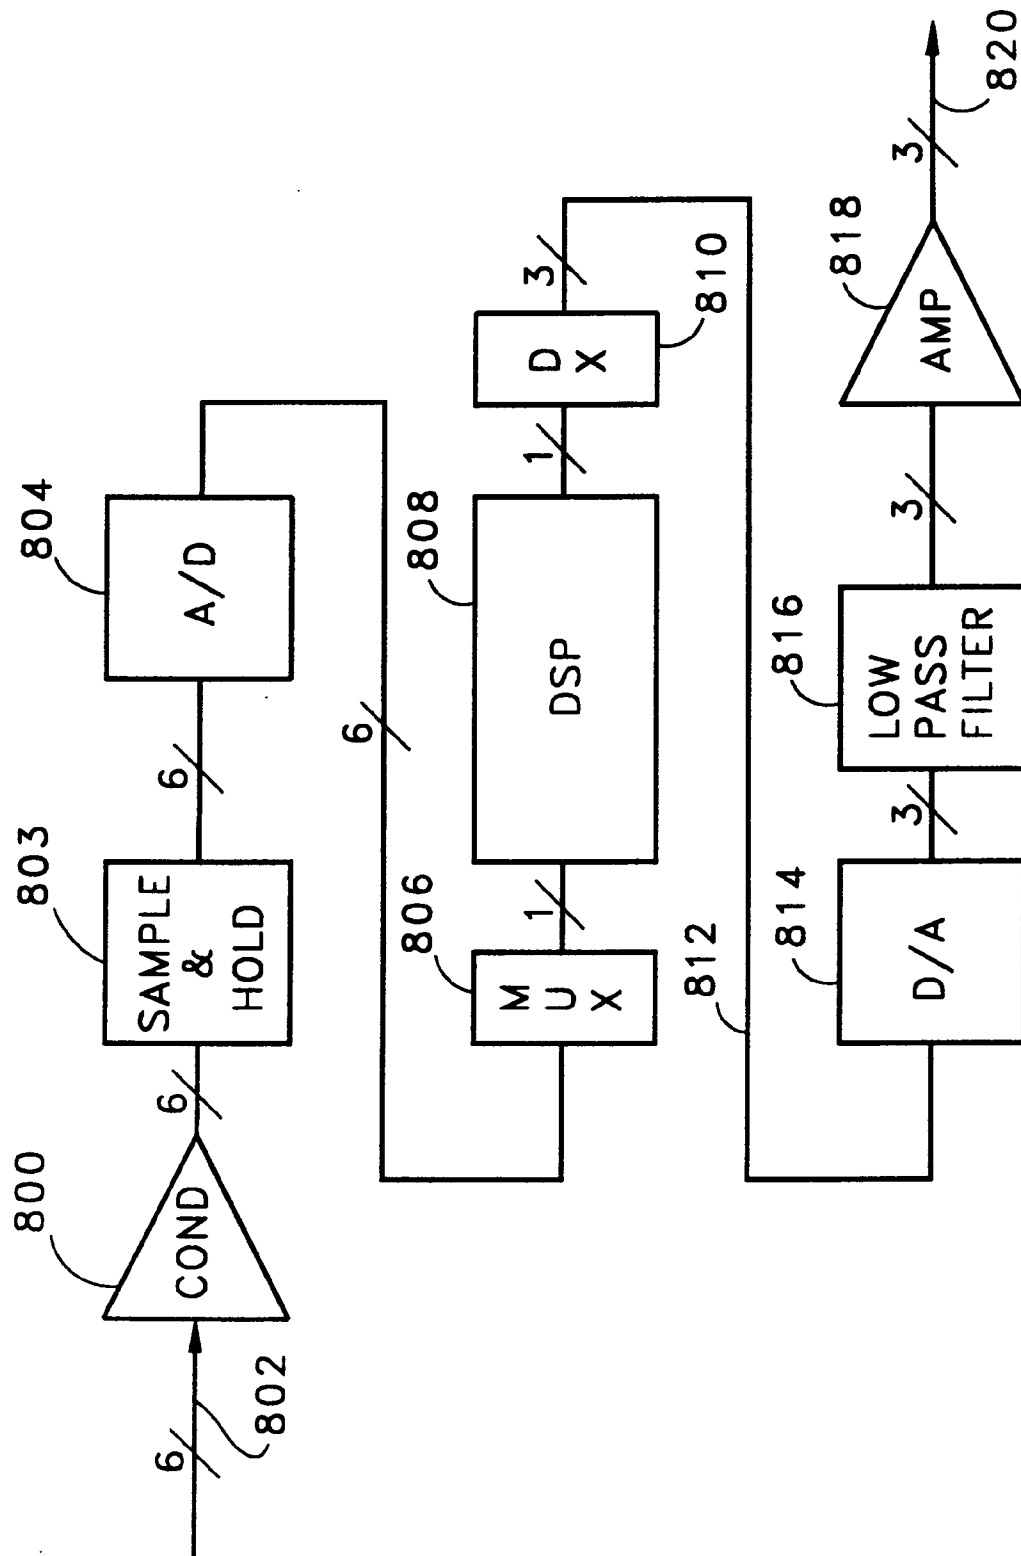 6
802
800
COND
6
803
SAMPLE
&
HOLD
6
804
A/D
6
806
M
U
X
1
808
DSP
1
D
X
810
3
812
814
D/A
3
816
LOW
PASS
FILTER
3
818
AMP
3
820